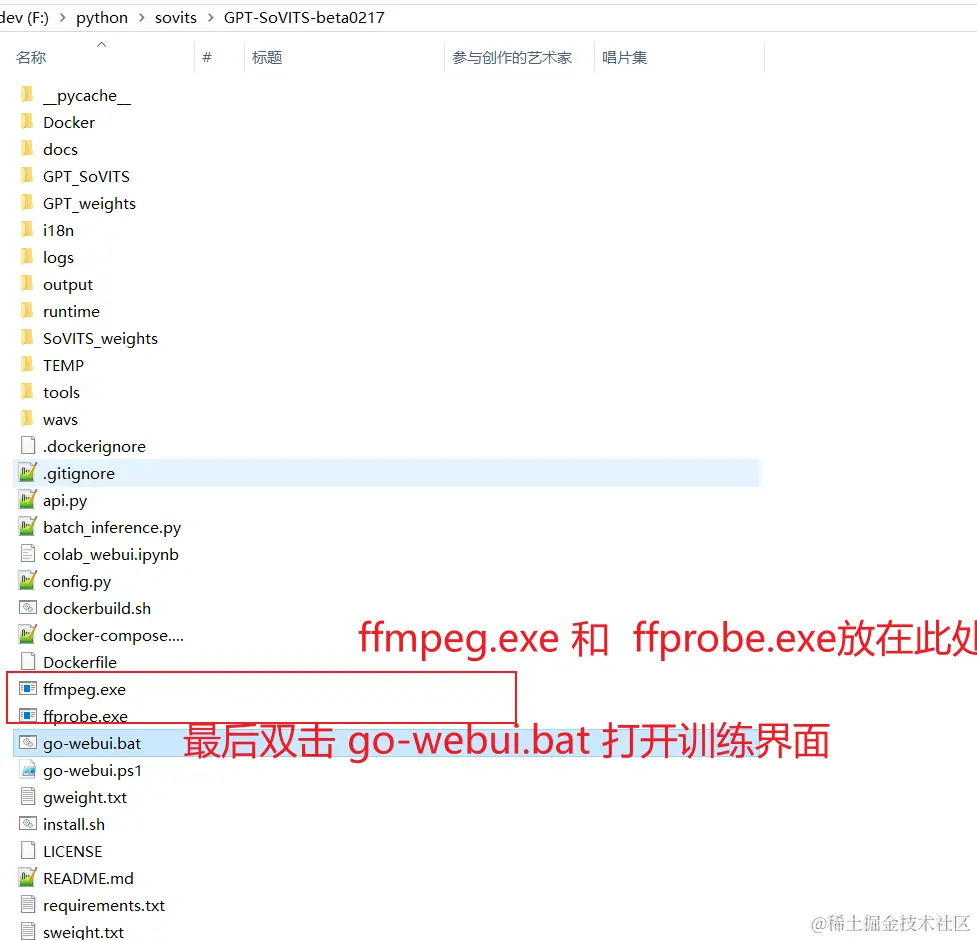 dev (F:) > python > sovits > GPT-SoVITS-beta0217
名称 # 标题 参与创作的艺术家 唱片集
__pycache__
Docker
docs
GPT_SoVITS
GPT_weights
i18n
logs
output
runtime
SoVITS_weights
TEMP
tools
wavs
.dockerignore
.gitignore
api.py
batch_inference.py
colab_webui.ipynb
config.py
dockerbuild.sh
docker-compose....
ffmpeg.exe 和 ffprobe.exe放在此处
Dockerfile
ffmpeg.exe
ffprobe.exe
go-webui.bat
最后双击 go-webui.bat 打开训练界面
go-webui.ps1
gweight.txt
install.sh
LICENSE
README.md
requirements.txt
sweight.txt
@稀土掘金技术社区